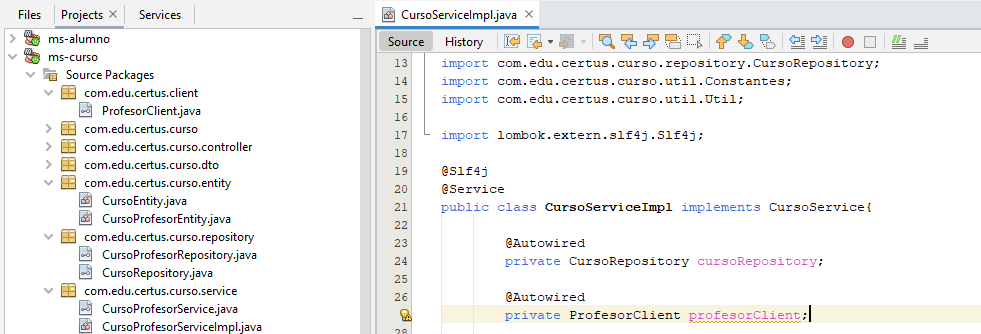 Files Projects Services
ms-alumno
ms-curso
Source Packages
com.edu.certus.client
ProfesorClient.java
com.edu.certus.curso
com.edu.certus.curso.controller
com.edu.certus.curso.dto
com.edu.certus.curso.entity
CursoEntity.java
CursoProfesorEntity.java
com.edu.certus.curso.repository
CursoProfesorRepository.java
CursoRepository.java
com.edu.certus.curso.service
CursoProfesorService.java
CursoProfesorServiceImpl.java
CursoServiceImpl.java
Source History
13 import com.edu.certus.curso.repository.CursoRepository;
14 import com.edu.certus.curso.util.Constantes;
15 import com.edu.certus.curso.util.Util;
16
17 import lombok.extern.slf4j.Slf4j;
18
19 @Slf4j
20 @Service
21 public class CursoServiceImpl implements CursoService{
22
23 @Autowired
24 private CursoRepository cursoRepository;
25
26 @Autowired
private ProfesorClient profesorClient;
28